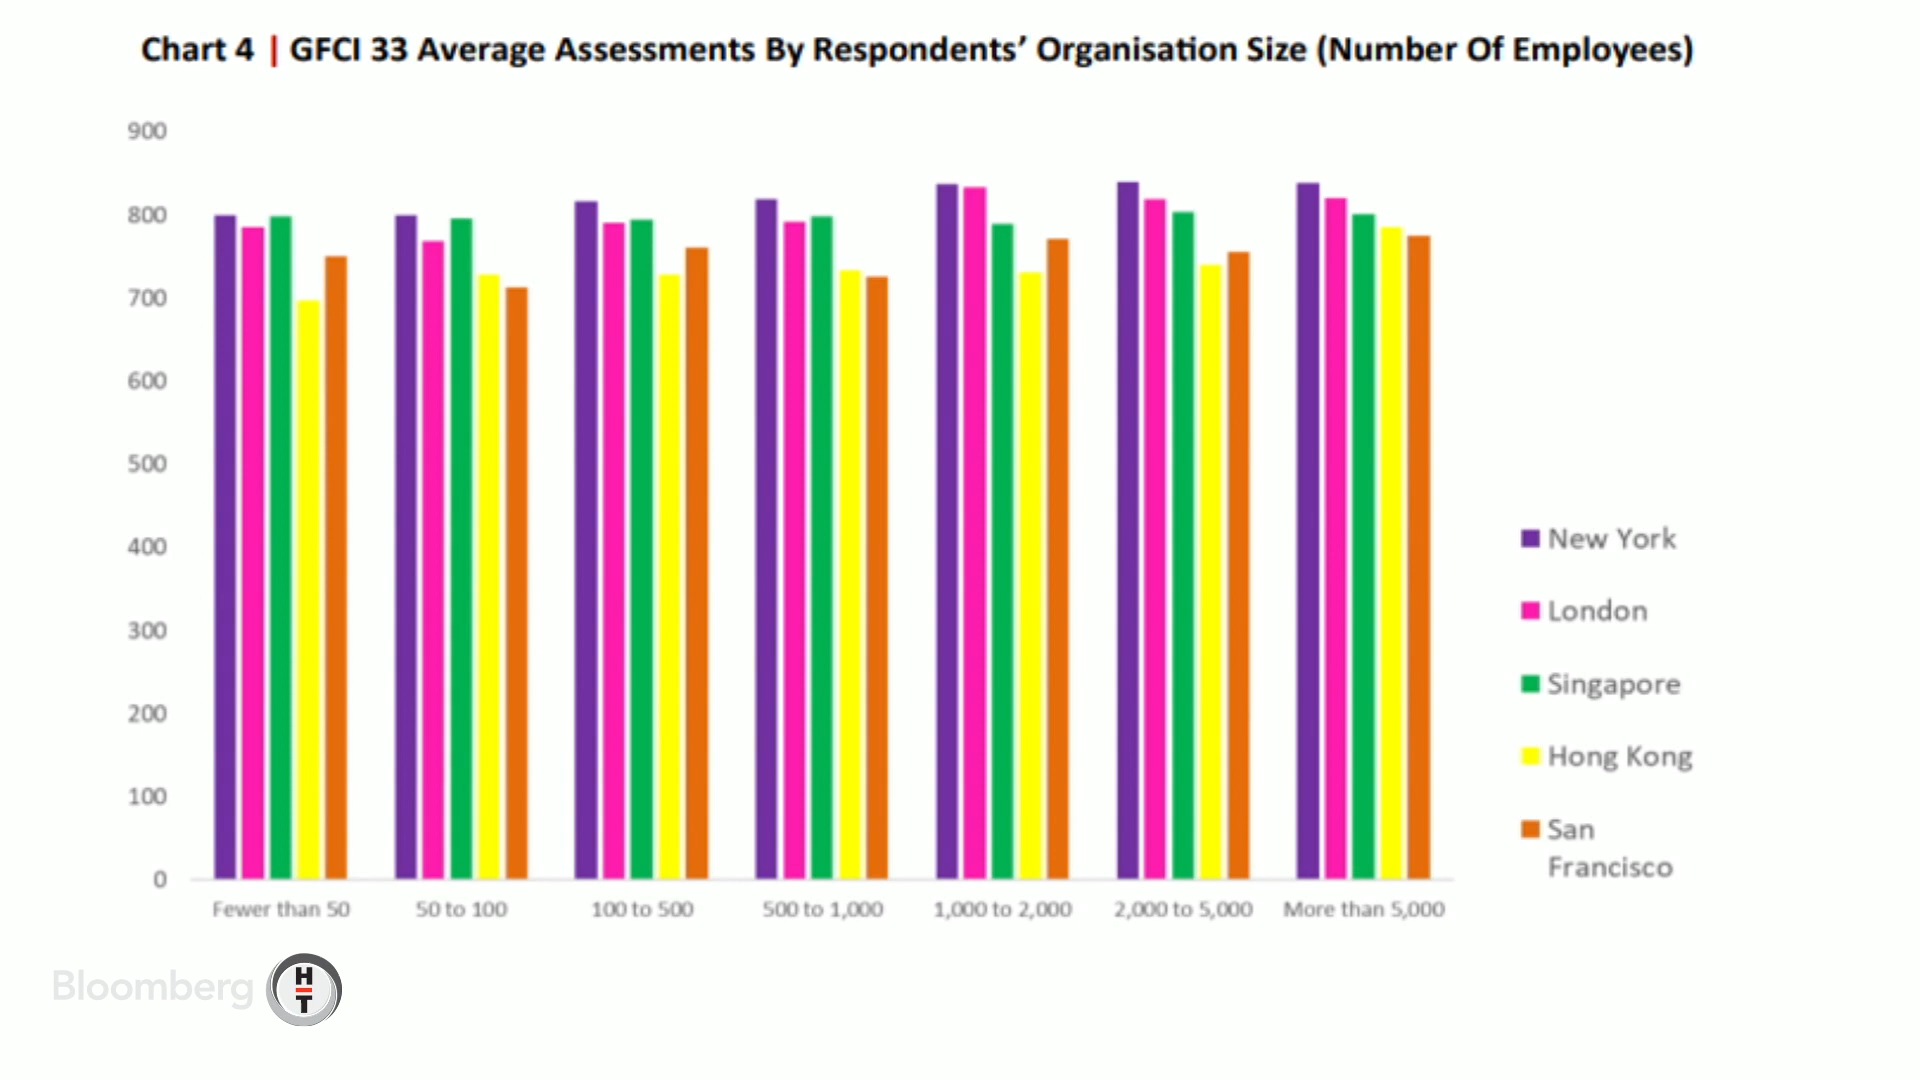 Chart 4 | GFCI 33 Average Assessments By Respondents’ Organisation Size (Number Of Employees)
900
800
700
600
500
400
300
200
100
0
Fewer than 50
50 to 100
100 to 500
500 to 1,000
1,000 to 2,000
2,000 to 5,000
More than 5,000
New York
London
Singapore
Hong Kong
San
Francisco
Bloomberg HT